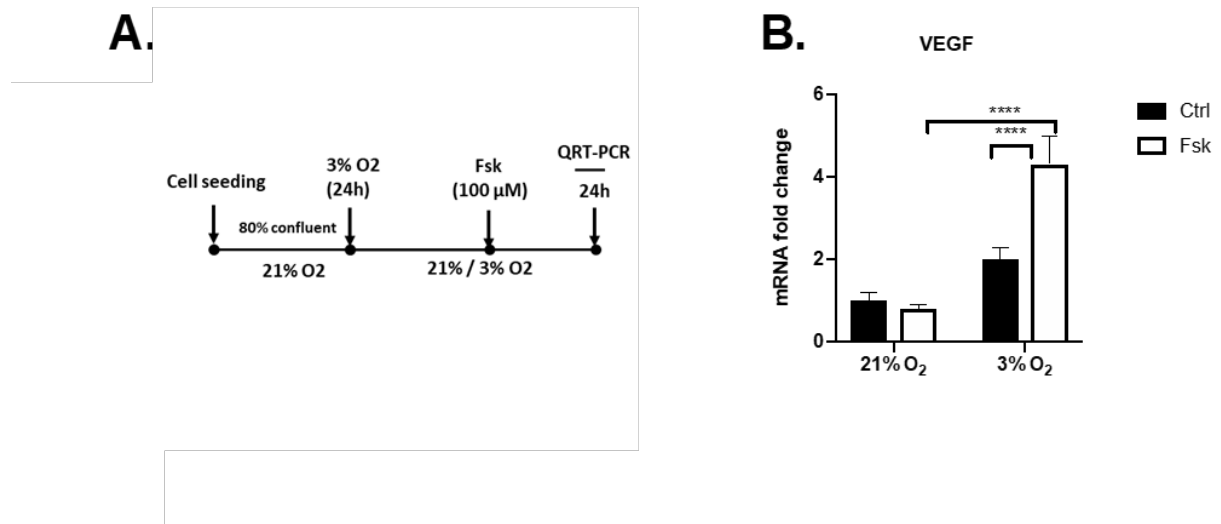 A.
Cell seeding
80% confluent
21% O2
3% O2
(24h)
21% / 3% O2
Fsk
(100 µM)
QRT-PCR
24h
B.
VEGF
mRNA fold change
6
4
2
0
****
****
21% O₂
3% O₂
Ctrl
Fsk